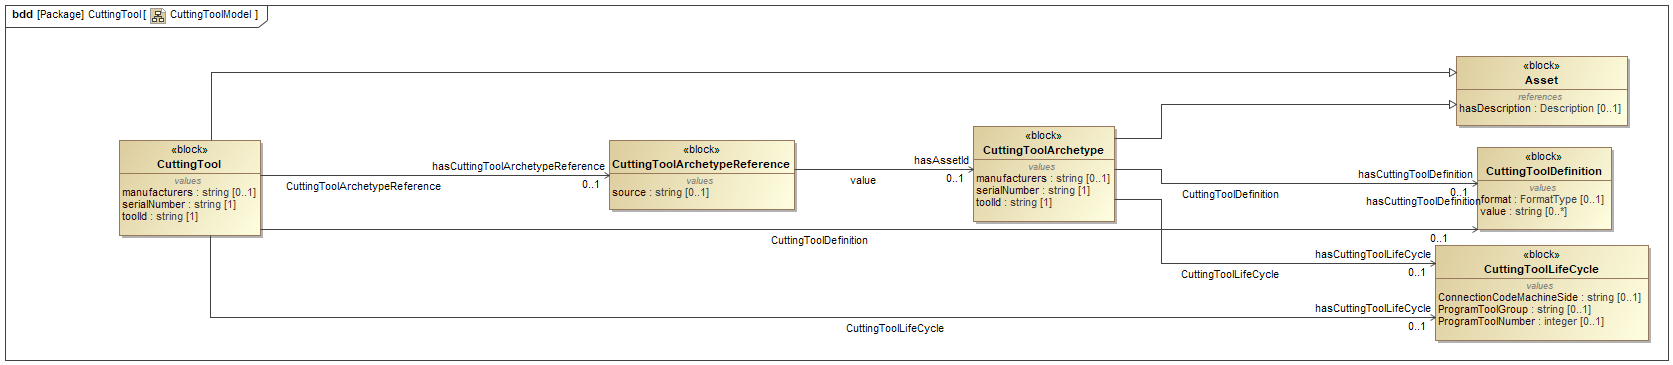 bdd [Package] CuttingTool[ CuttingToolModel ]
«block»
Asset
references
hasDescription : Description [0..1]
«block»
CuttingTool
values
manufacturers : string [0..1]
serialNumber : string [1]
toolId : string [1]
hasCuttingToolArchetypeReference
CuttingToolArchetypeReference
0..1
«block»
CuttingToolArchetypeReference
values
source : string [0..1]
hasAssetId
value
0..1
«block»
CuttingToolArchetype
values
manufacturers : string [0..1]
serialNumber : string [1]
toolId : string [1]
hasCuttingToolDefinition
CuttingToolDefinition
0..1
hasCuttingToolDefinition
«block»
CuttingToolDefinition
values
format : FormatType [0..1]
value : string [0..*]
CuttingToolDefinition
0..1
hasCuttingToolLifeCycle
CuttingToolLifeCycle
0..1
«block»
CuttingToolLifeCycle
values
ConnectionCodeMachineSide : string [0..1]
ProgramToolGroup : string [0..1]
ProgramToolNumber : integer [0..1]
hasCuttingToolLifeCycle
CuttingToolLifeCycle
0..1